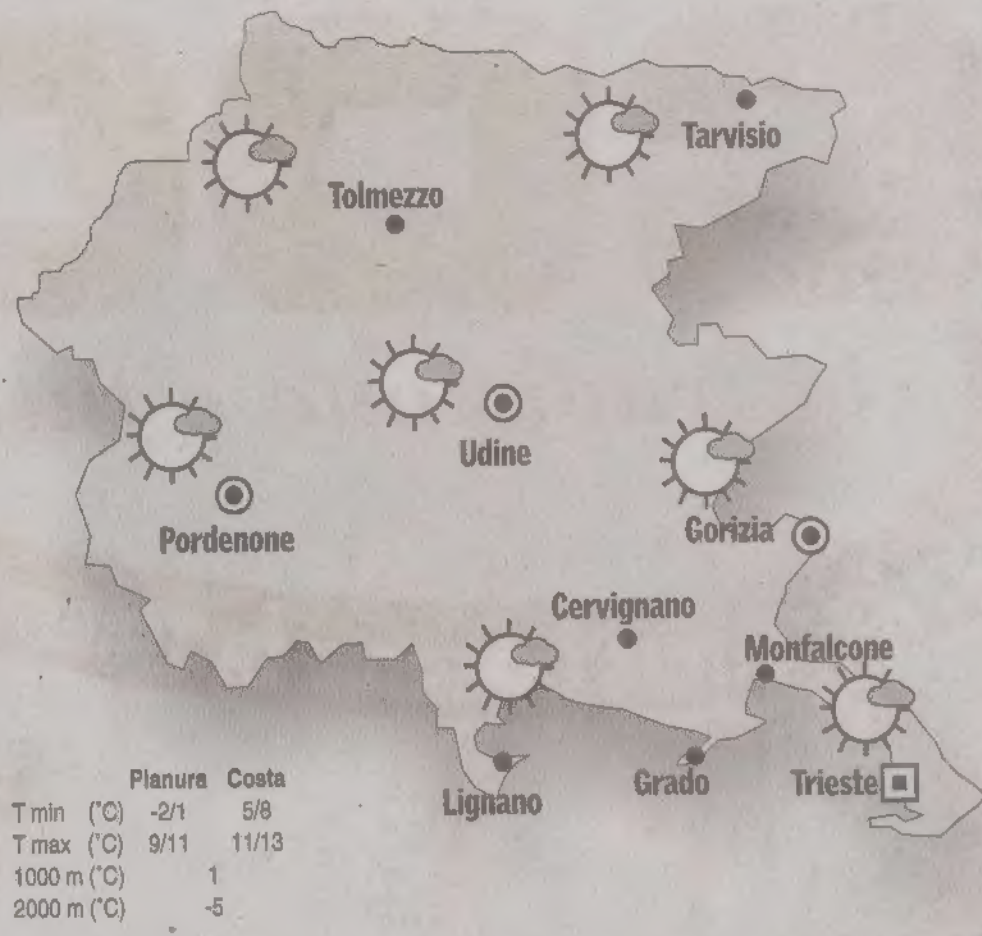 Tarvisio
Tolmezzo
Udine
Pordenone
Gorizia
Cervignano
Monfalcone
Lignano
Grado
Trieste
Planura Costa
T min (°C) -2/1 5/8
T max (°C) 9/11 11/13
1000 m (°C) 1
2000 m (°C) -5